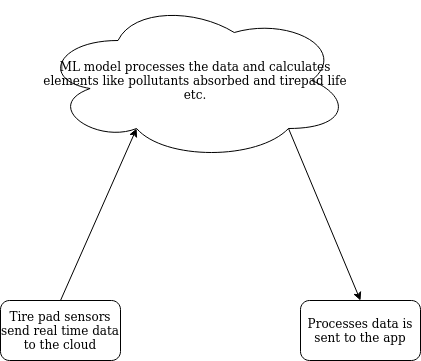 ML model processes the data and calculates
elements like pollutants absorbed and tirepad life
etc.
Tire pad sensors
send real time data
to the cloud
Processes data is
sent to the app